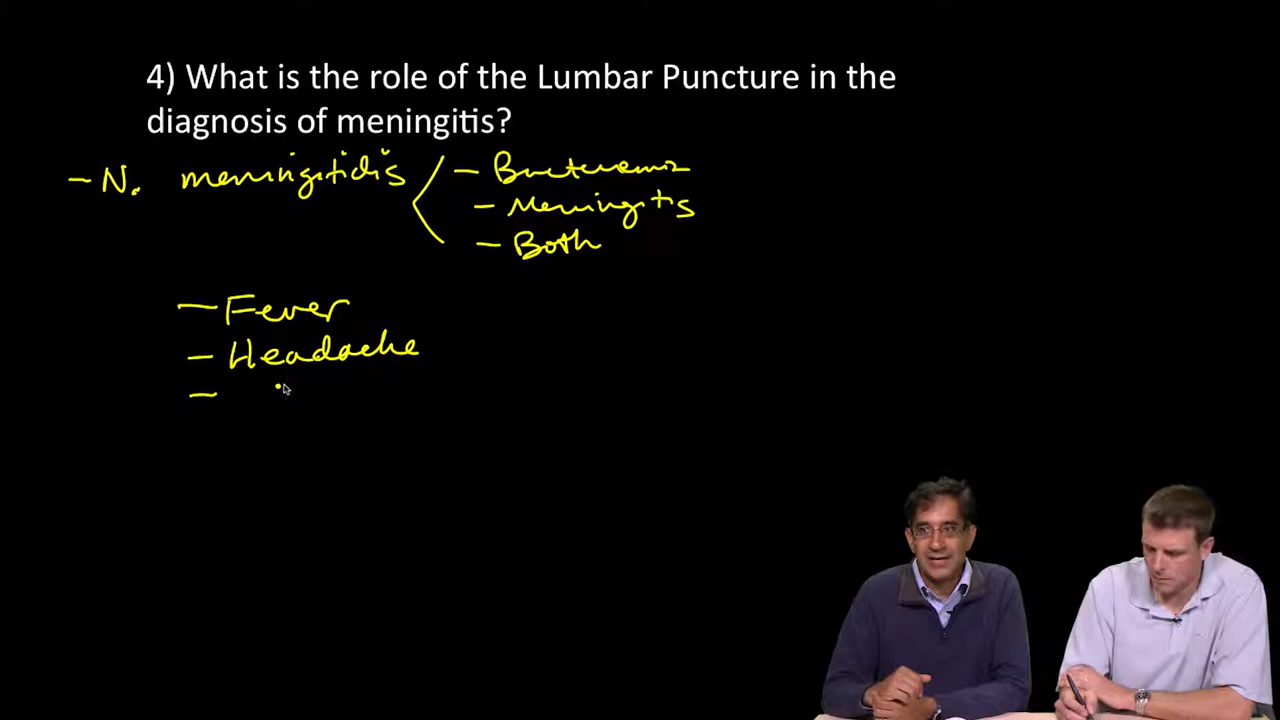 4) What is the role of the Lumbar Puncture in the
diagnosis of meningitis?
- N. meningitidis
- Bacteremia
- Meningitis
- Both
- Fever
- Headache
-